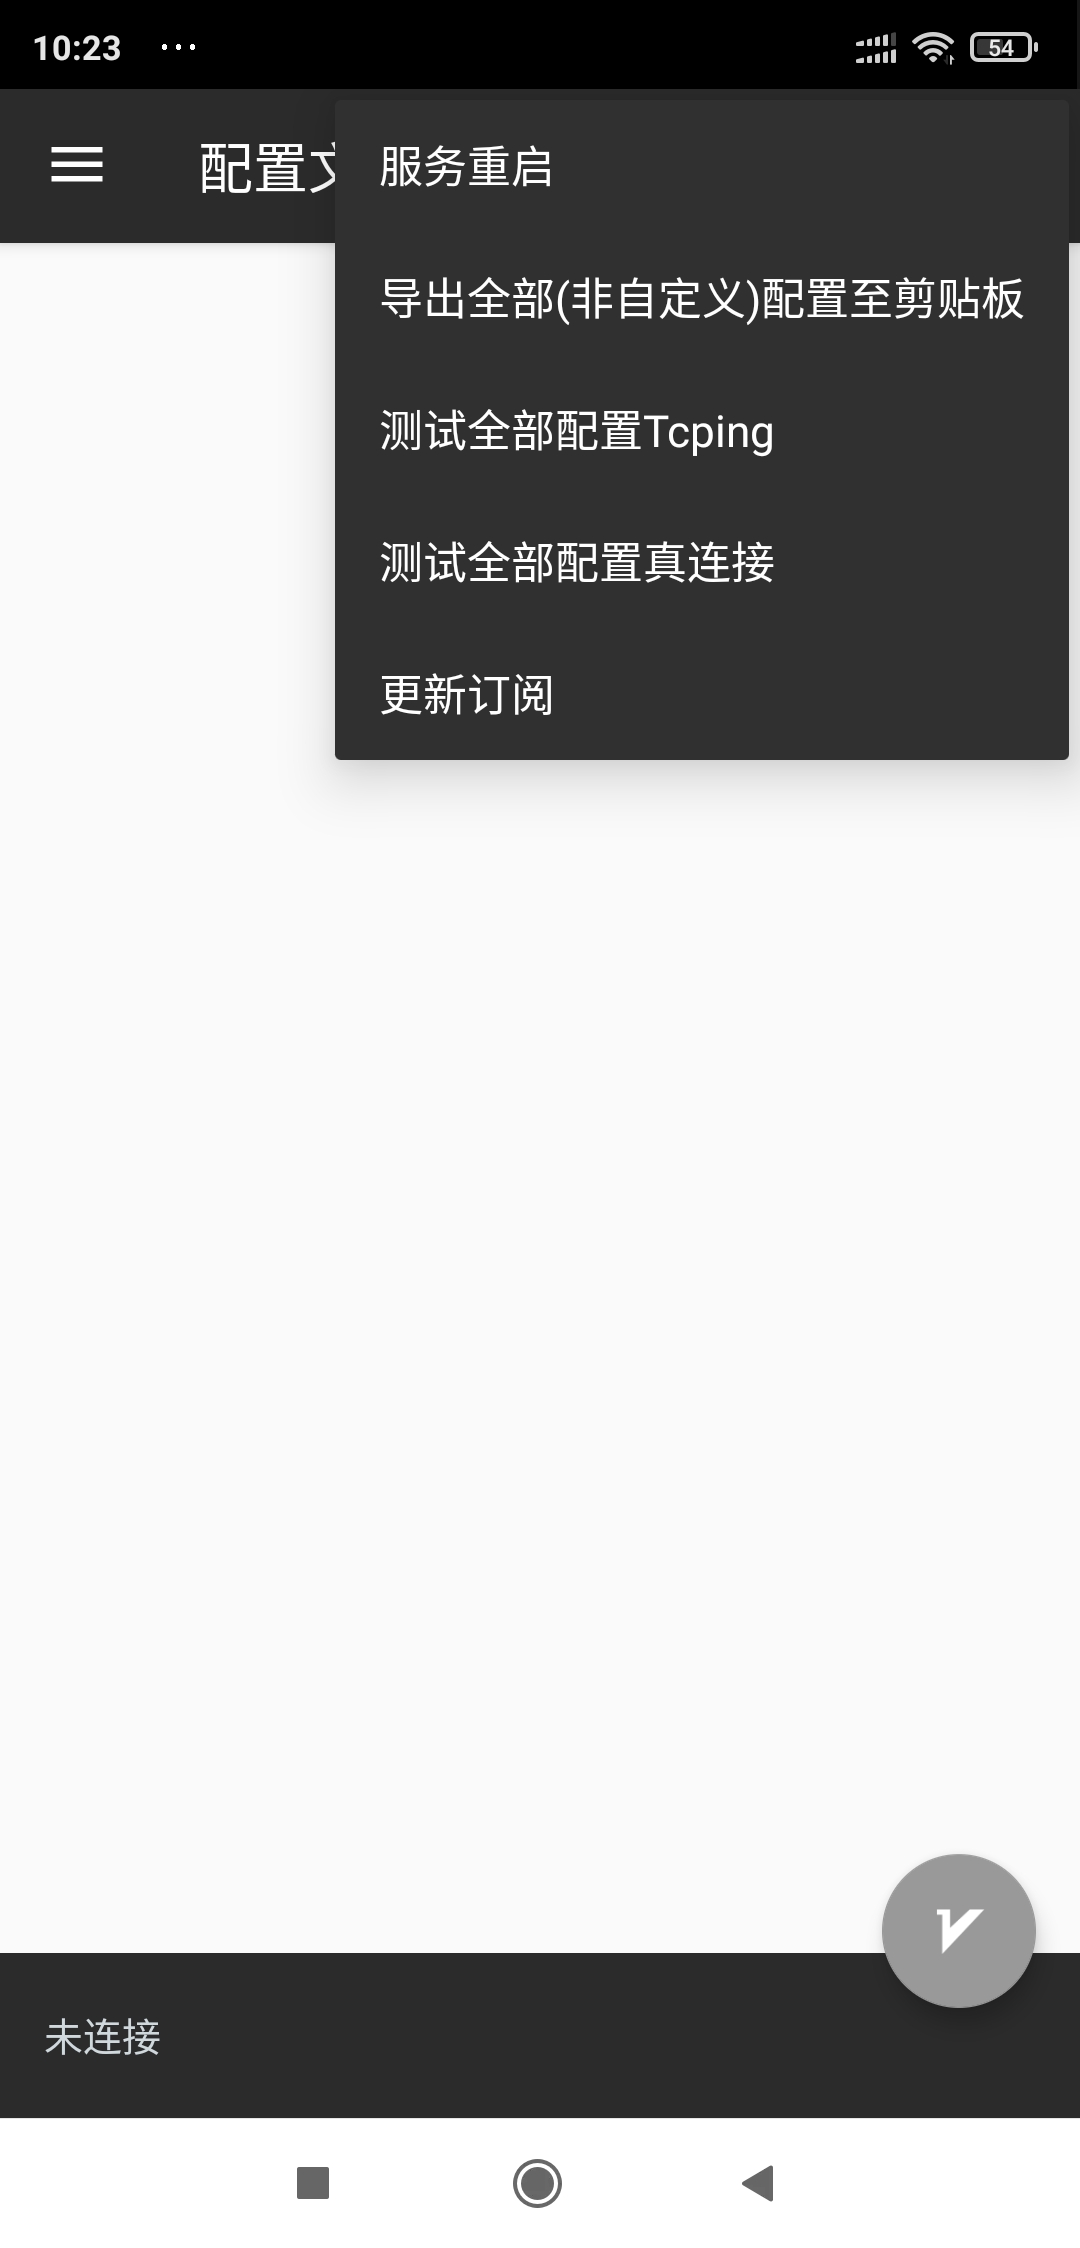 10:23
54
配置文
服务重启
导出全部(非自定义)配置至剪贴板
测试全部配置Tcping
测试全部配置真连接
更新订阅
未连接